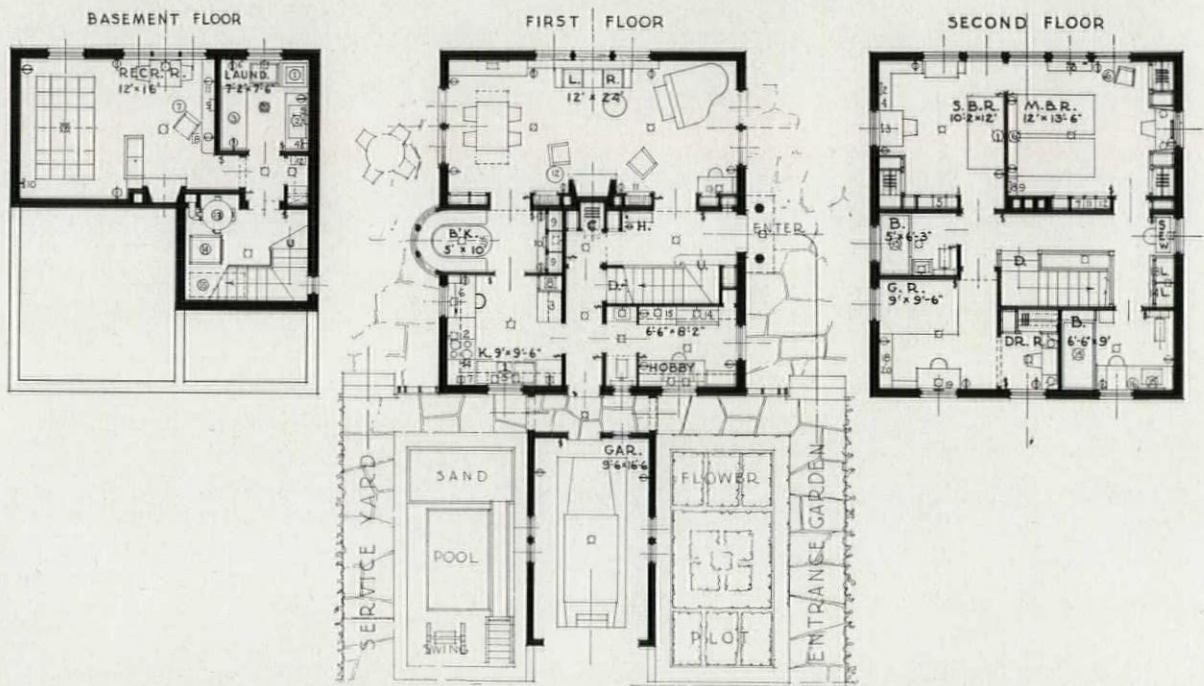 BASEMENT FLOOR
RECR. R.
12' × 16'
LAUND.
7'-2" × 7'-6"
U.
FIRST FLOOR
L. R.
12' × 24'
B'K.
5' × 10'
C.
H.
ENTER
D.
U.
K. 9' × 9'-6"
6'-6" × 8'-2"
HOBBY
GAR.
9'-6 × 16'-6
SERVICE YARD
SAND
POOL
SWING
FLOWER
PLOT
ENTRANCE GARDEN
SECOND FLOOR
S. B. R.
10'-2 × 12'
M. B. R.
12' × 13'-6"
B.
5' × 6'-3"
D.
SEW.
L.
L.
G. R.
9' × 9'-6"
DR. R.
B.
6'-6" × 9'